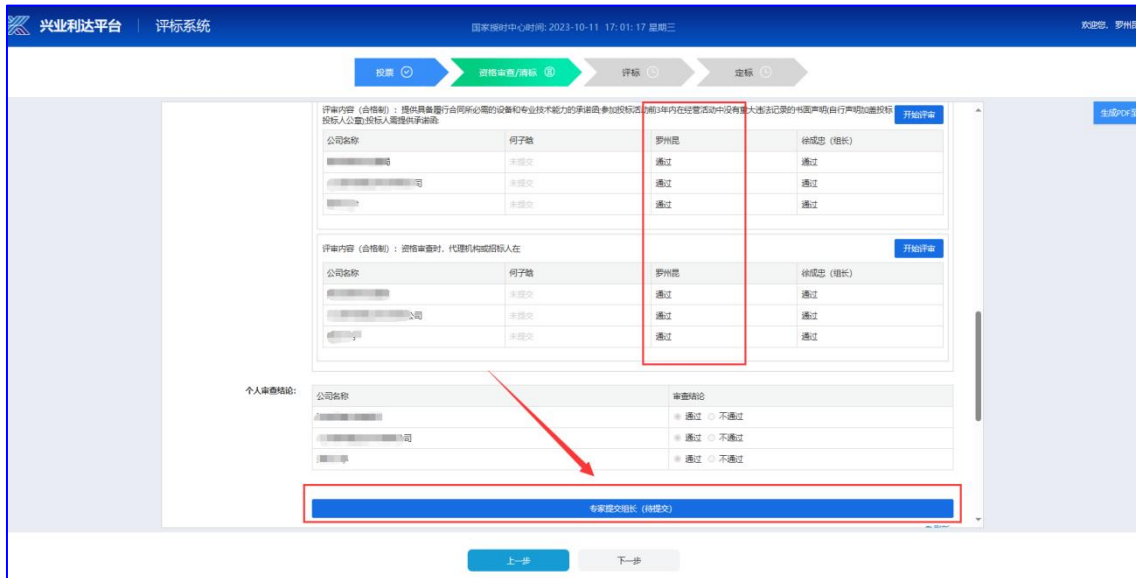 兴业利达平台 评标系统 国家授时中心时间: 2023-10-11 17:01:17 星期三 欢迎您, 罗州昆
投票 资格审查/清标 评标 定标
生成PDF至
评审内容（合格制）: 提供具备履行合同所必需的设备和专业技术能力的承诺函;参加投标活动前3年内在经营活动中没有重大违法记录的书面声明(自行声明加盖投标
投标人公章);投标人需提供承诺函; 开始评审
公司名称 何子晗 罗州昆 徐成忠（组长）
未提交 通过 通过
司 未提交 通过 通过
未提交 通过 通过
评审内容（合格制）: 资格审查时，代理机构或招标人在 开始评审
公司名称 何子晗 罗州昆 徐成忠（组长）
未提交 通过 通过
公司 未提交 通过 通过
未提交 通过 通过
个人审查结论: 公司名称 审查结论
通过 不通过
司 通过 不通过
通过 不通过
专家提交组长（待提交）
上一步 下一步